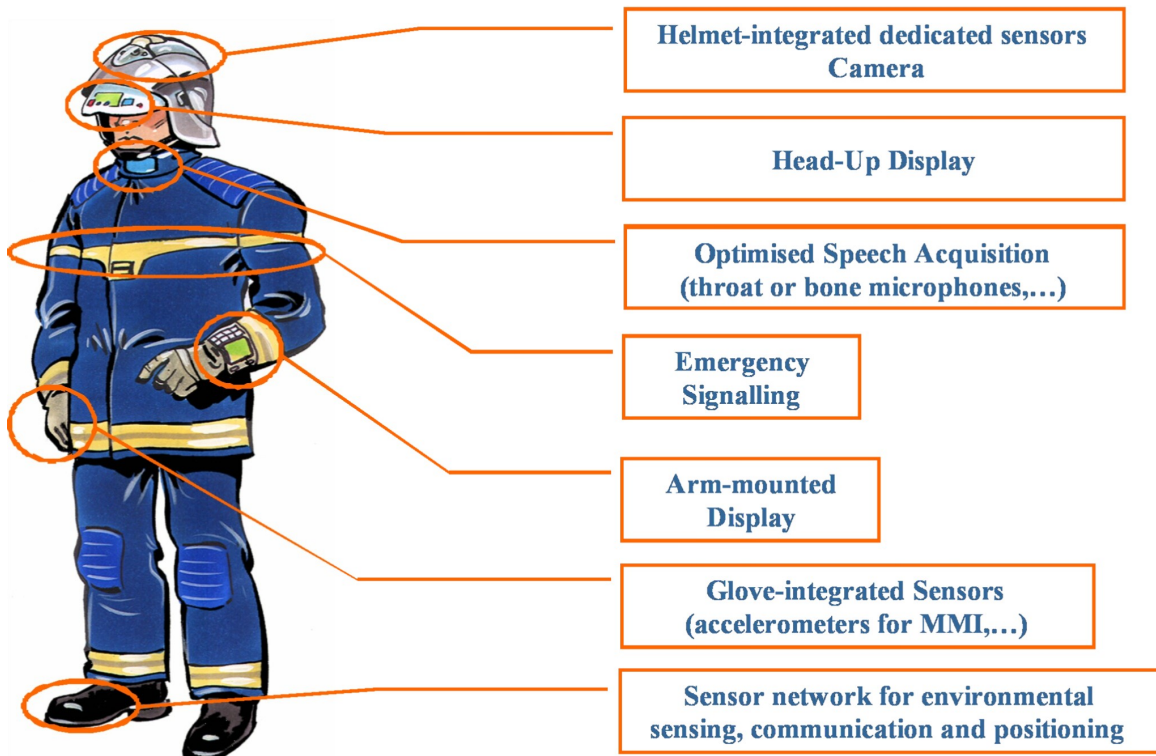 Helmet-integrated dedicated sensors
Camera
Head-Up Display
Optimised Speech Acquisition
(throat or bone microphones,...)
Emergency
Signalling
Arm-mounted
Display
Glove-integrated Sensors
(accelerometers for MMI,...)
Sensor network for environmental
sensing, communication and positioning